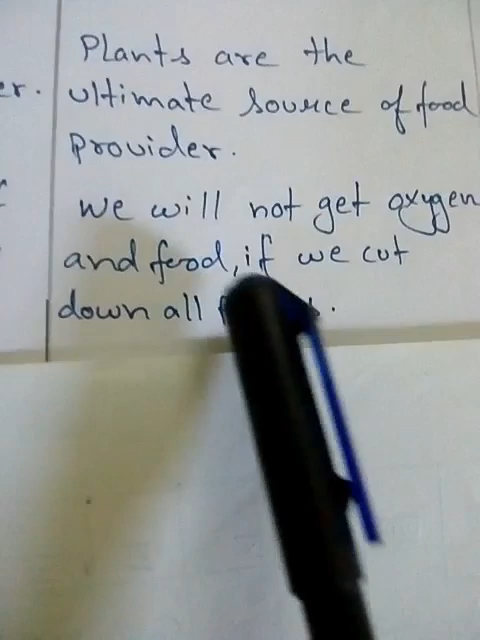 Plants are the
er. ultimate source of food
Provider.
we will not get oxygen
and food, if we cut
down all